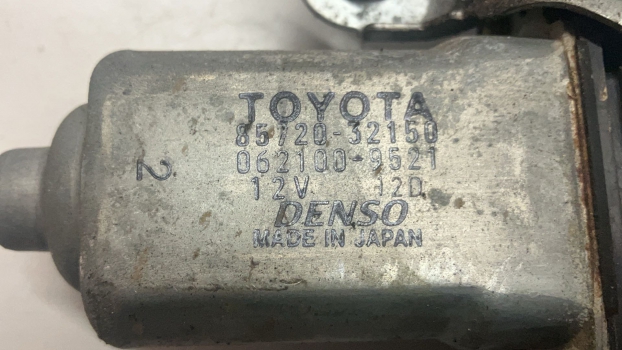 TOYOTA
85720-32150
062100-9521
12V 12D
DENSO
MADE IN JAPAN
2